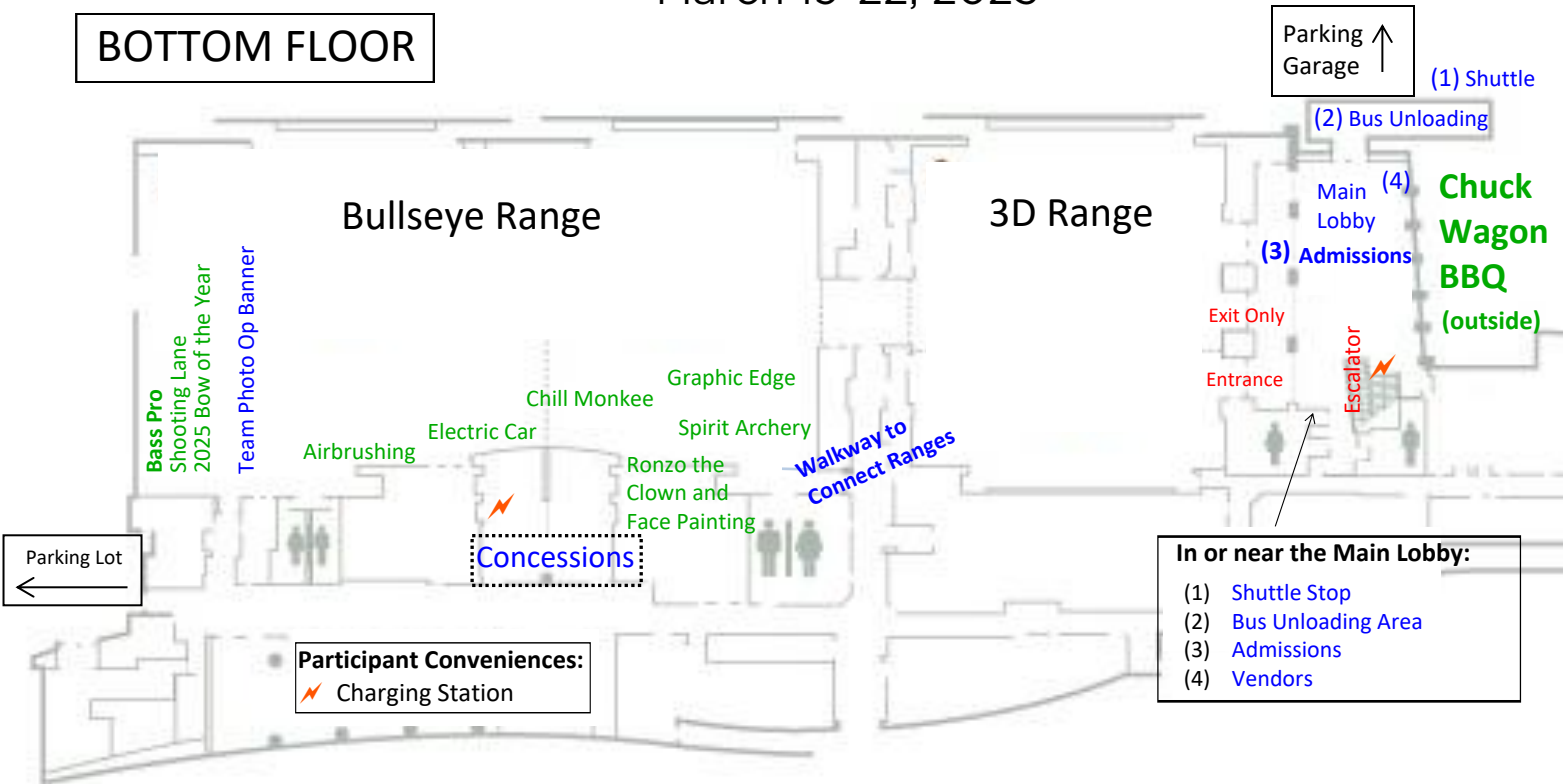 BOTTOM FLOOR
Parking
Garage
(1) Shuttle
(2) Bus Unloading
Bullseye Range
3D Range
Main
Lobby
(4)
(3) Admissions
Chuck
Wagon
BBQ
(outside)
Exit Only
Entrance
Escalator
Bass Pro
Shooting Lane
2025 Bow of the Year
Team Photo Op Banner
Airbrushing
Electric Car
Chill Monkee
Graphic Edge
Spirit Archery
Ronzo the
Clown and
Face Painting
Walkway to
Connect Ranges
Concessions
Parking Lot
Participant Conveniences:
Charging Station
In or near the Main Lobby:
(1) Shuttle Stop
(2) Bus Unloading Area
(3) Admissions
(4) Vendors